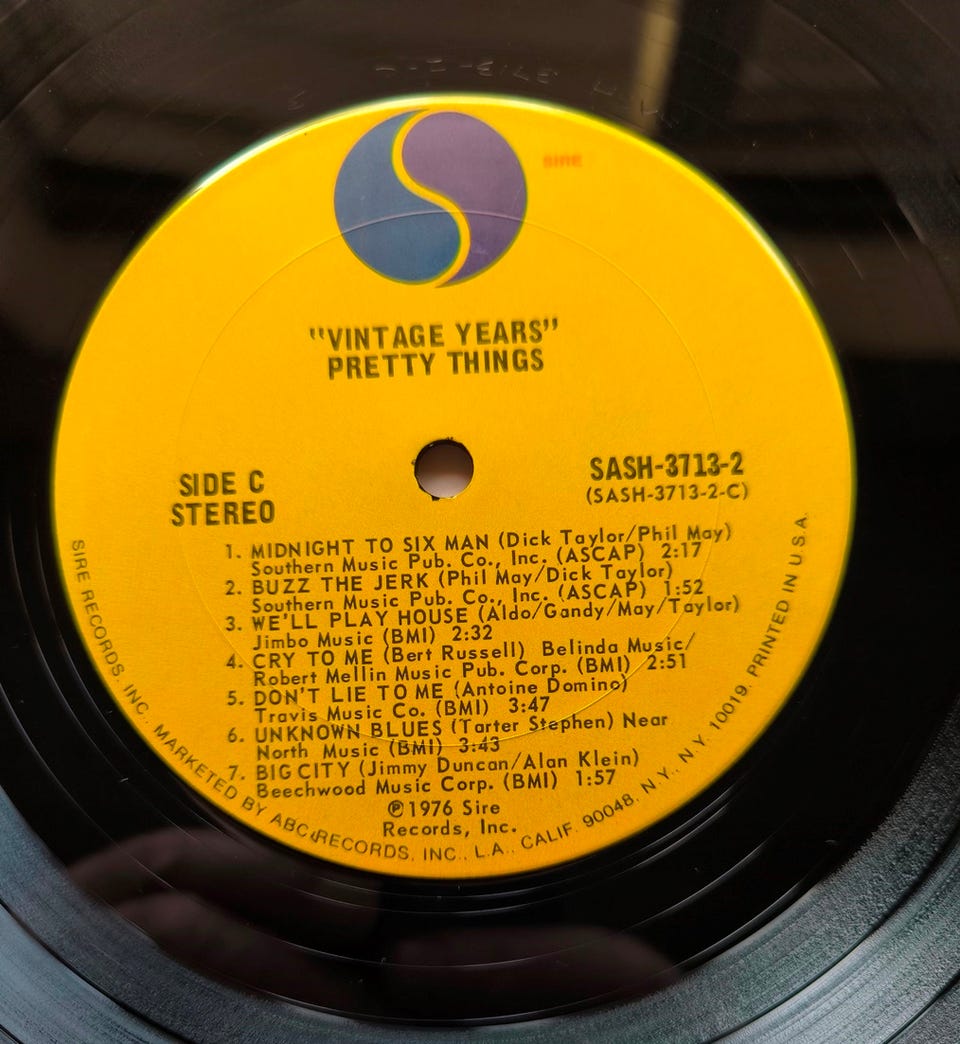 SIRE
"VINTAGE YEARS"
PRETTY THINGS
SIDE C
STEREO
SASH-3713-2
(SASH-3713-2-C)
1. MIDNIGHT TO SIX MAN (Dick Taylor/Phil May)
Southern Music Pub. Co., Inc. (ASCAP) 2:17
2. BUZZ THE JERK (Phil May/Dick Taylor)
Southern Music Pub. Co., Inc. (ASCAP) 1:52
3. WE'LL PLAY HOUSE (Aldo/Gandy/May/Taylor)
Jimbo Music (BMI) 2:32
4. CRY TO ME (Bert Russell) Belinda Music/
Robert Mellin Music Pub. Corp. (BMI) 2:51
5. DON'T LIE TO ME (Antoine Domino)
Travis Music Co. (BMI) 3:47
6. UNKNOWN BLUES (Tarter Stephen) Near
North Music (BMI) 3:43
7. BIG CITY (Jimmy Duncan/Alan Klein)
Beechwood Music Corp. (BMI) 1:57
℗1976 Sire
Records, Inc.
SIRE RECORDS, INC. MARKETED BY ABC RECORDS, INC., L.A., CALIF. 90048. N.Y., N.Y. 10019. PRINTED IN U.S.A.